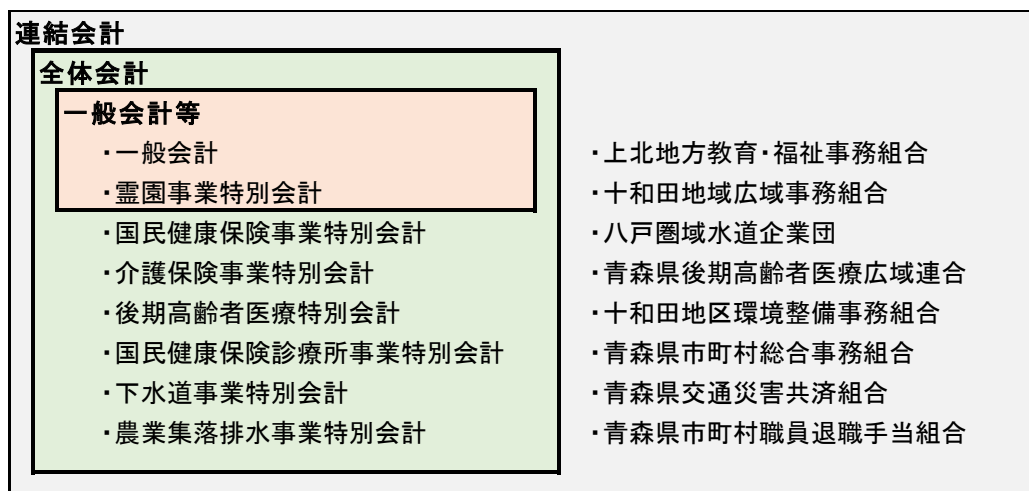 連結会計
全体会計
一般会計等
・一般会計
・霊園事業特別会計
・国民健康保険事業特別会計
・介護保険事業特別会計
・後期高齢者医療特別会計
・国民健康保険診療所事業特別会計
・下水道事業特別会計
・農業集落排水事業特別会計
・上北地方教育・福祉事務組合
・十和田地域広域事務組合
・八戸圏域水道企業団
・青森県後期高齢者医療広域連合
・十和田地区環境整備事務組合
・青森県市町村総合事務組合
・青森県交通災害共済組合
・青森県市町村職員退職手当組合